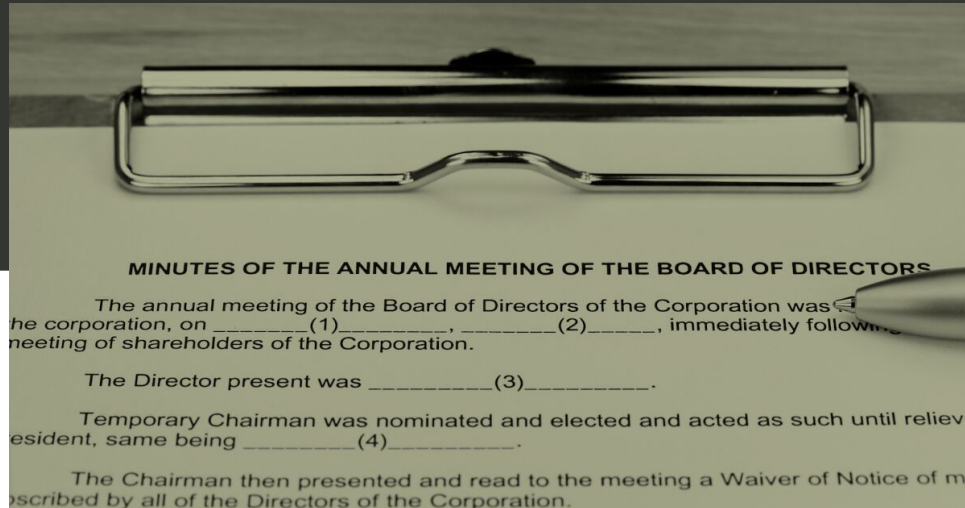 MINUTES OF THE ANNUAL MEETING OF THE BOARD OF DIRECTORS
The annual meeting of the Board of Directors of the Corporation was
the corporation, on _______(1)________, _______(2)_____, immediately following
meeting of shareholders of the Corporation.
The Director present was _________(3)_________.
Temporary Chairman was nominated and elected and acted as such until reliev
esident, same being ________(4)_________.
The Chairman then presented and read to the meeting a Waiver of Notice of m
bscribed by all of the Directors of the Corporation.